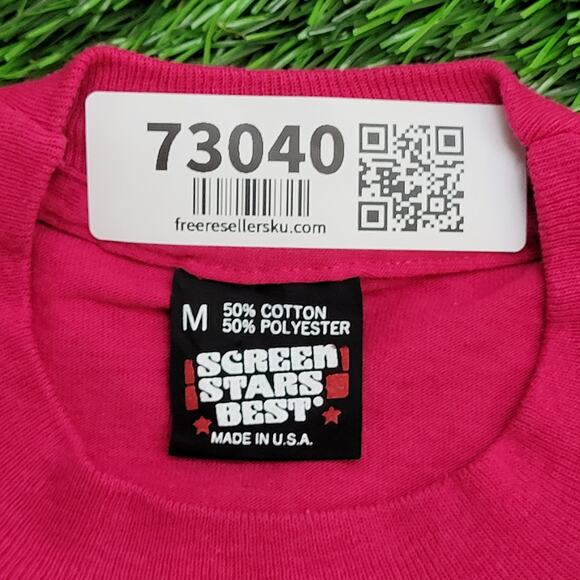 73040
freeresellersku.com
M 50% COTTON
50% POLYESTER
SCREEN
STARS
BEST
MADE IN U.S.A.